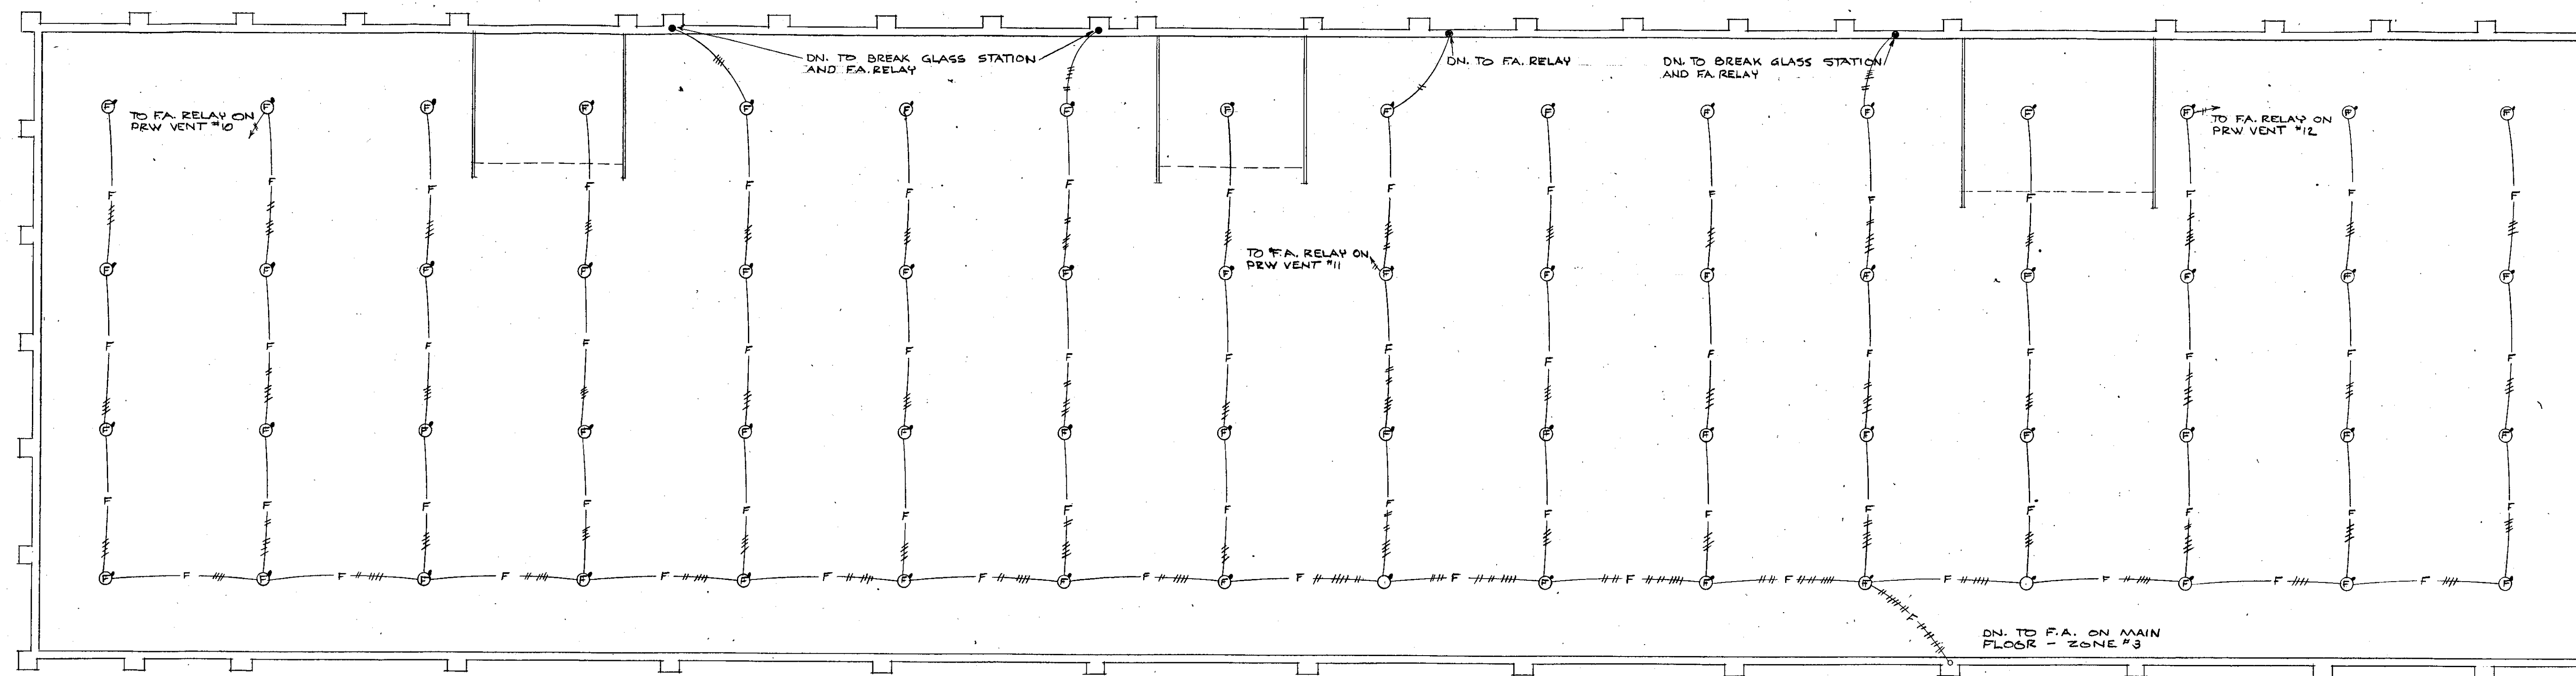 DN. TO BREAK GLASS STATION
AND F.A. RELAY
DN. TO F.A. RELAY
DN. TO BREAK GLASS STATION
AND F.A. RELAY
TO F.A. RELAY ON
PRW VENT #10
TO F.A. RELAY ON
PRW VENT #12
F F F F F F F F F F F F F F F F
F F F F F F F F F F F F F F F F
TO F.A. RELAY ON
PRW VENT #11
F F F F F F F F F F F F F F F F
F F F F F F F F F F F F F F F F
F F F F F F F F F F F F F F F F
F F F F F F F F F F F F F F F F
F F F F F F F F F F F F F F F F F F F F F F F F F F F F F
F
DN. TO F.A. ON MAIN
FLOOR - ZONE #3